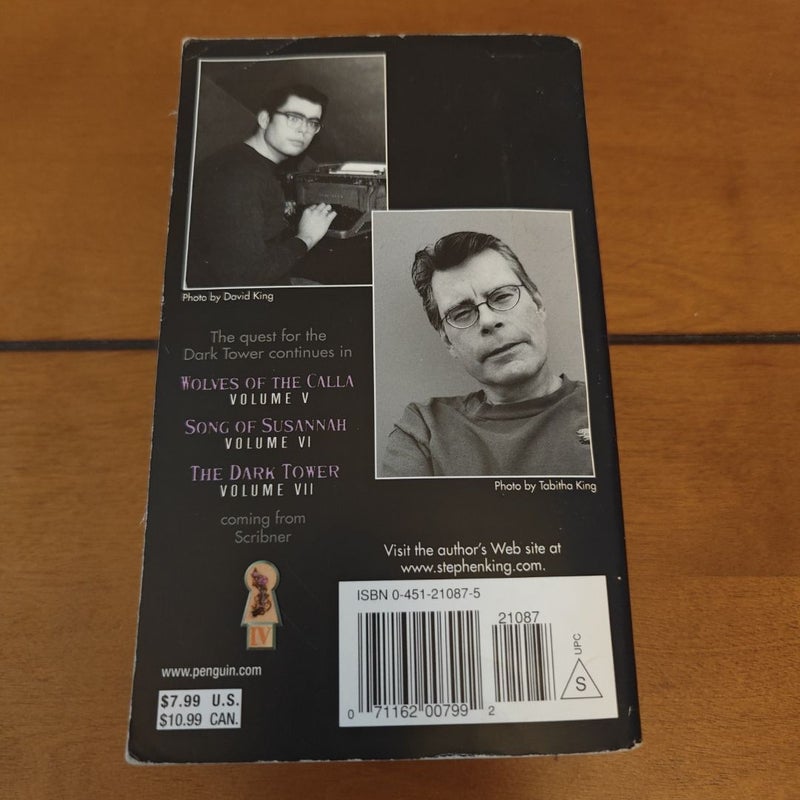 Photo by David King
The quest for the
Dark Tower continues in
WOLVES OF THE CALLA
VOLUME V
SONG OF SUSANNAH
VOLUME VI
THE DARK TOWER
VOLUME VII
coming from
Scribner
IV
www.penguin.com
$7.99 U.S.
$10.99 CAN.
Photo by Tabitha King
Visit the author's Web site at
www.stephenking.com.
ISBN 0-451-21087-5
21087
0 71162 00799 2
UPC
S